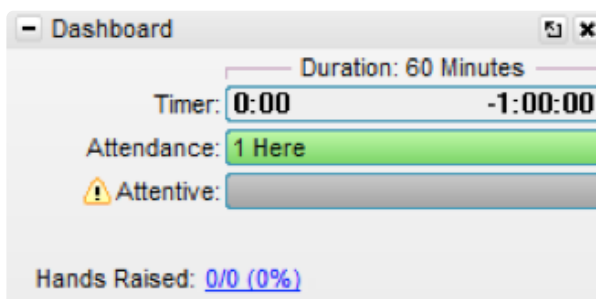 Dashboard
Duration: 60 Minutes
Timer: 0:00 -1:00:00
Attendance: 1 Here
Attentive:
Hands Raised: 0/0 (0%)